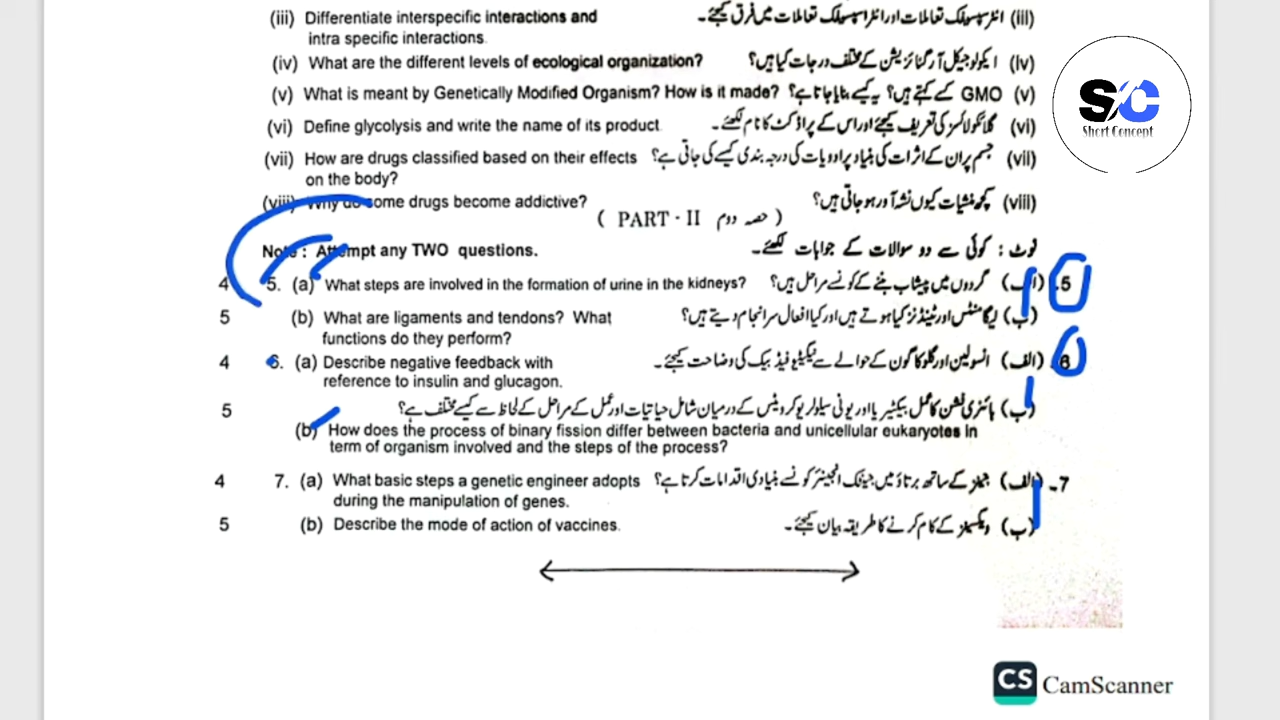 (iii) Differentiate interspecific interactions and intra specific interactions.
(iii) انٹرسپیسیفک تعاملات اور انٹراسپیسیفک تعاملات میں فرق کیجئے۔
(iv) What are the different levels of ecological organization?
(iv) ایکولوجیکل آرگنائزیشن کے مختلف درجات کیا ہیں؟
(v) What is meant by Genetically Modified Organism? How is it made?
(v) GMO کسے کہتے ہیں؟ یہ کیسے بنایا جاتا ہے؟
(vi) Define glycolysis and write the name of its product.
(vi) گلائکولائسز کی تعریف کیجئے اور اس کے پراڈکٹ کا نام لکھئے۔
(vii) How are drugs classified based on their effects on the body?
(vii) جسم پر ان کے اثرات کی بنیاد پر ادویات کی درجہ بندی کیسے کی جاتی ہے؟
(viii) Why do some drugs become addictive?
(viii) کچھ منشیات کیوں نشہ آور ہو جاتی ہیں؟
S/C
Short Concept
( PART - II حصہ دوم )
Note : Attempt any TWO questions.
نوٹ : کوئی سے دو سوالات کے جوابات لکھئے۔
4 5. (a) What steps are involved in the formation of urine in the kidneys?
5. (الف) گردوں میں پیشاب بننے کے کونسے مراحل ہیں؟
5 (b) What are ligaments and tendons? What functions do they perform?
(ب) لیگامنٹس اور ٹینڈنز کیا ہوتے ہیں اور کیا افعال سرانجام دیتے ہیں؟
4 6. (a) Describe negative feedback with reference to insulin and glucagon.
6. (الف) انسولین اور گلوکاگون کے حوالے سے نیگیٹیو فیڈ بیک کی وضاحت کیجئے۔
5 (ب) بائنری فشن کا عمل بیکٹیریا اور یونی سیلولر یوکرویٹس کے درمیان شامل حیاتیات اور عمل کے مراحل کے لحاظ سے کیسے مختلف ہے؟
(b) How does the process of binary fission differ between bacteria and unicellular eukaryotes in
term of organism involved and the steps of the process?
4 7. (a) What basic steps a genetic engineer adopts during the manipulation of genes.
7۔ (الف) جینز کے ساتھ برتاؤ میں جینیٹک انجینئر کونسے بنیادی اقدامات کرتا ہے؟
5 (b) Describe the mode of action of vaccines.
(ب) ویکسینز کے کام کرنے کا طریقہ بیان کیجئے۔
CS CamScanner